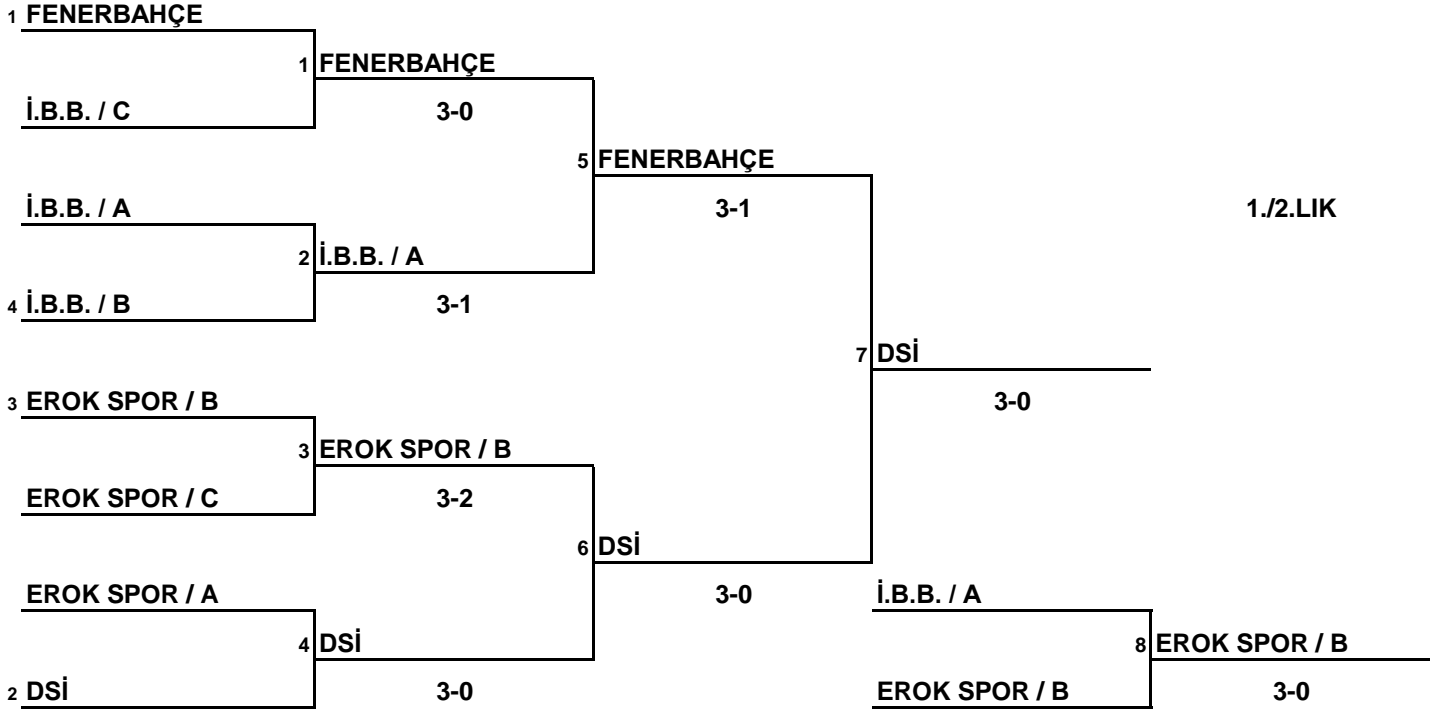 1 FENERBAHÇE
1 FENERBAHÇE
İ.B.B. / C 3-0
5 FENERBAHÇE
İ.B.B. / A 3-1 1./2.LIK
2 İ.B.B. / A
4 İ.B.B. / B 3-1
7 DSİ
3 EROK SPOR / B 3-0
3 EROK SPOR / B
EROK SPOR / C 3-2
6 DSİ
EROK SPOR / A 3-0 İ.B.B. / A
4 DSİ 8 EROK SPOR / B
2 DSİ 3-0 EROK SPOR / B 3-0